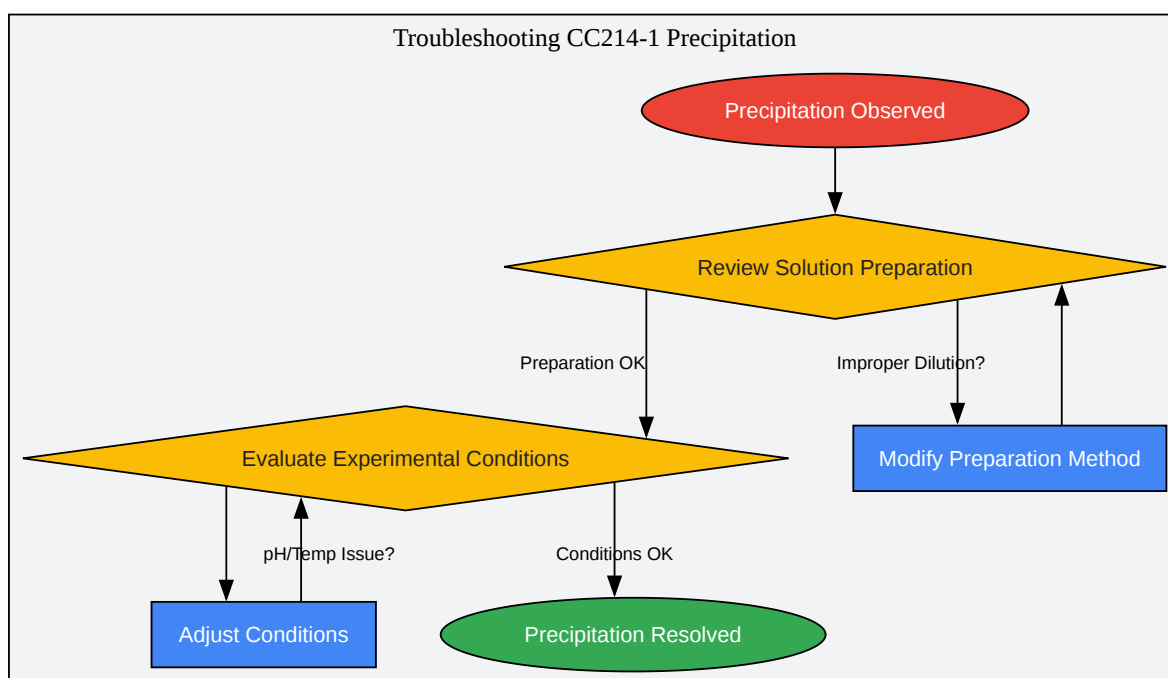 Troubleshooting CC214-1 Precipitation
Precipitation Observed
Review Solution Preparation
Preparation OK
Improper Dilution?
Evaluate Experimental Conditions
Modify Preparation Method
pH/Temp Issue?
Conditions OK
Adjust Conditions
Precipitation Resolved